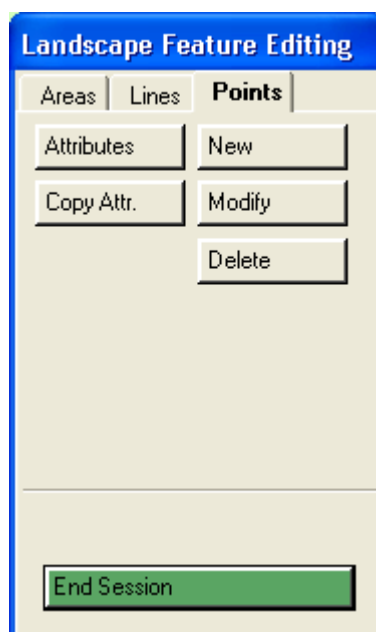 Landscape Feature Editing
Areas Lines Points
Attributes New
Copy Attr. Modify
Delete
End Session